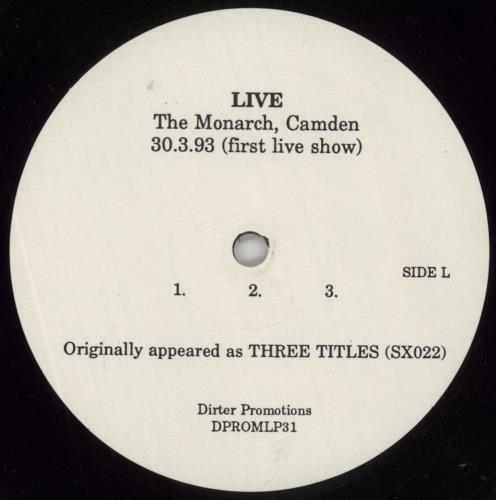 LIVE
The Monarch, Camden
30.3.93 (first live show)
SIDE L
1. 2. 3.
Originally appeared as THREE TITLES (SX022)
Dirter Promotions
DPROMLP31